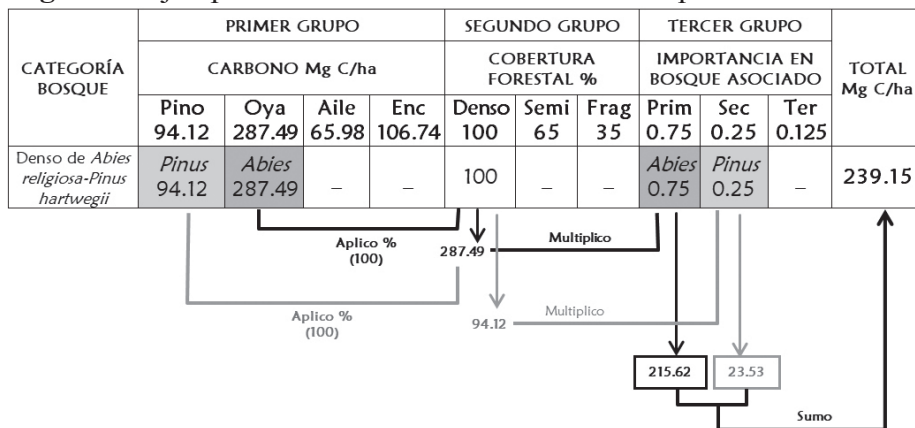 PRIMER GRUPO SEGUNDO GRUPO TERCER GRUPO
CATEGORÍA BOSQUE
CARBONO Mg C/ha
COBERTURA FORESTAL %
IMPORTANCIA EN BOSQUE ASOCIADO
TOTAL Mg C/ha
Pino Oya Aile Enc Denso Semi Frag Prim Sec Ter
94.12 287.49 65.98 106.74 100 65 35 0.75 0.25 0.125
Denso de Abies
religiosa-Pinus
hartwegii
Pinus Abies Abies Pinus
94.12 287.49 – – 100 – – 0.75 0.25 – 239.15
Aplico %
(100)
287.49
Multiplico
Aplico %
(100)
94.12
Multiplico
215.62 23.53
Sumo